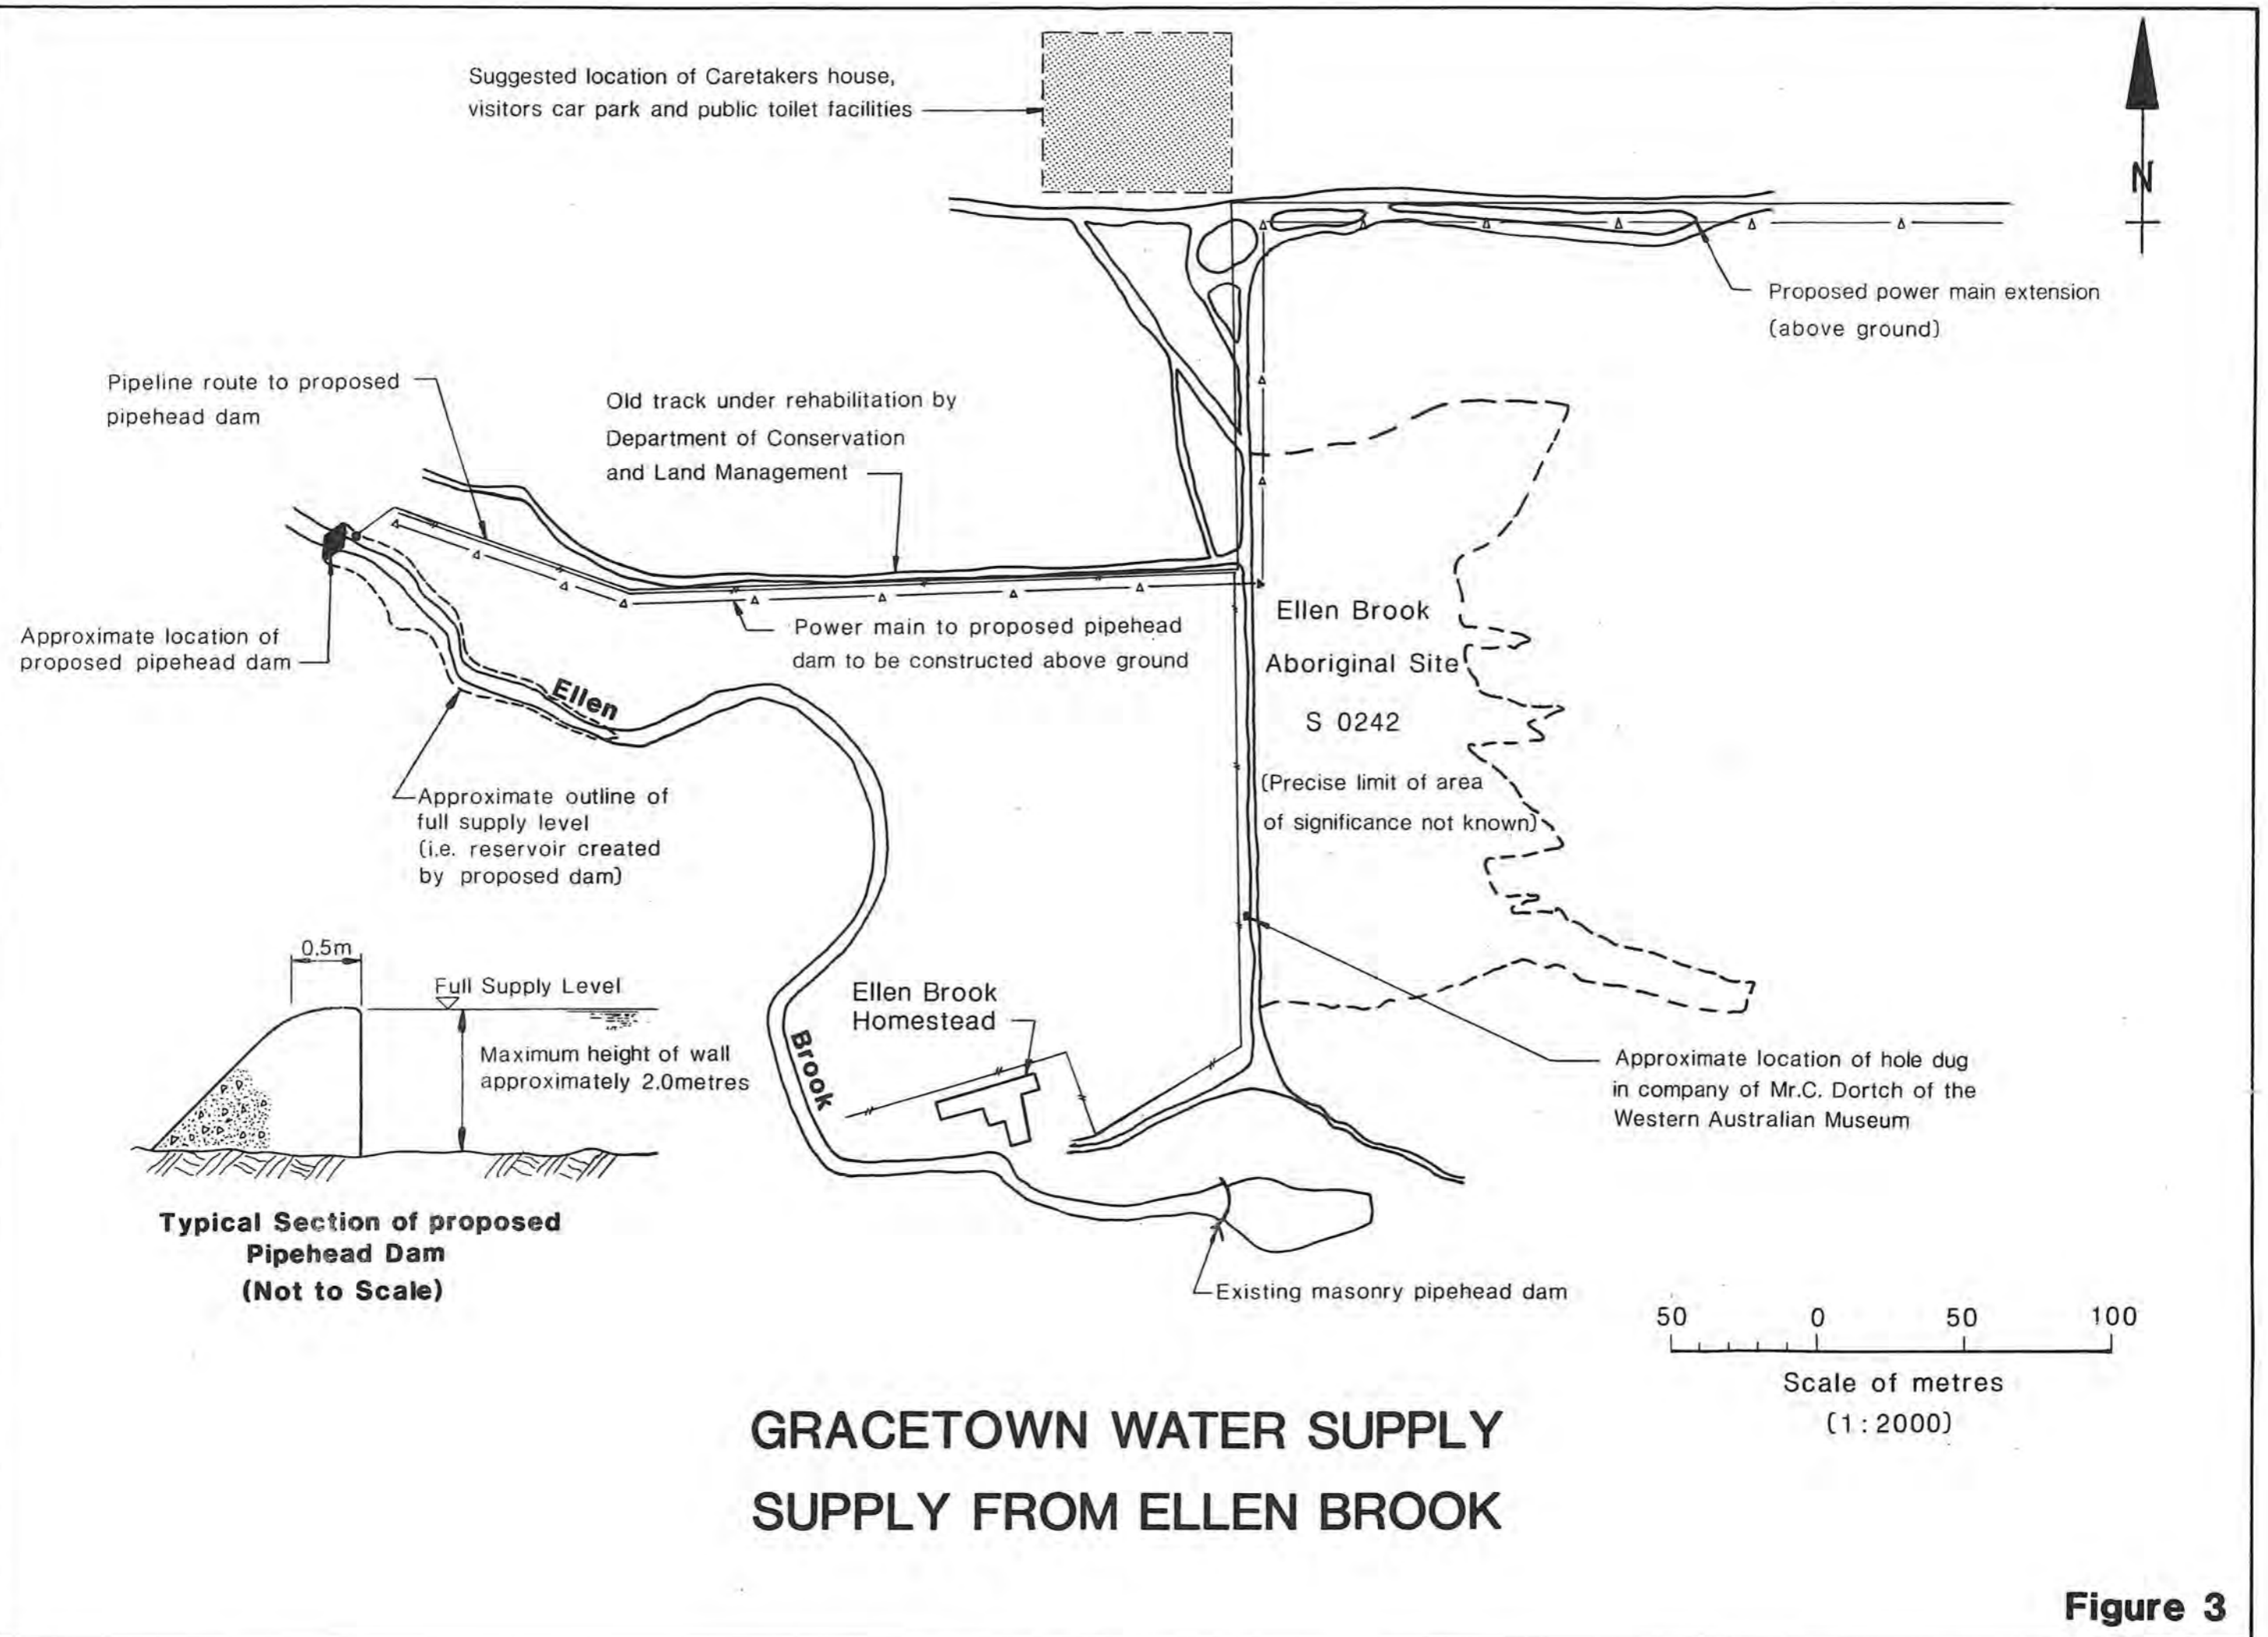 Suggested location of Caretakers house,
visitors car park and public toilet facilities
N
Proposed power main extension
(above ground)
Pipeline route to proposed
pipehead dam
Old track under rehabilitation by
Department of Conservation
and Land Management
Approximate location of
proposed pipehead dam
Power main to proposed pipehead
dam to be constructed above ground
Ellen Brook
Aboriginal Site
S 0242
(Precise limit of area
of significance not known)
Ellen
Brook
Approximate outline of
full supply level
(i.e. reservoir created
by proposed dam)
0.5m
Full Supply Level
Maximum height of wall
approximately 2.0metres
Typical Section of proposed
Pipehead Dam
(Not to Scale)
Ellen Brook
Homestead
Approximate location of hole dug
in company of Mr.C. Dortch of the
Western Australian Museum
Existing masonry pipehead dam
50 0 50 100
Scale of metres
(1:2000)
GRACETOWN WATER SUPPLY
SUPPLY FROM ELLEN BROOK
Figure 3